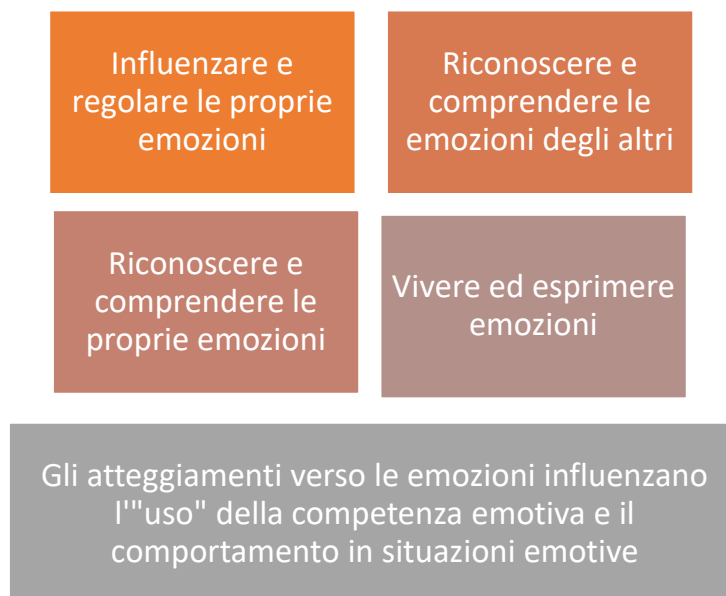 Influenzare e
regolare le proprie
emozioni
Riconoscere e
comprendere le
emozioni degli altri
Riconoscere e
comprendere le
proprie emozioni
Vivere ed esprimere
emozioni
Gli atteggiamenti verso le emozioni influenzano
l'"uso" della competenza emotiva e il
comportamento in situazioni emotive